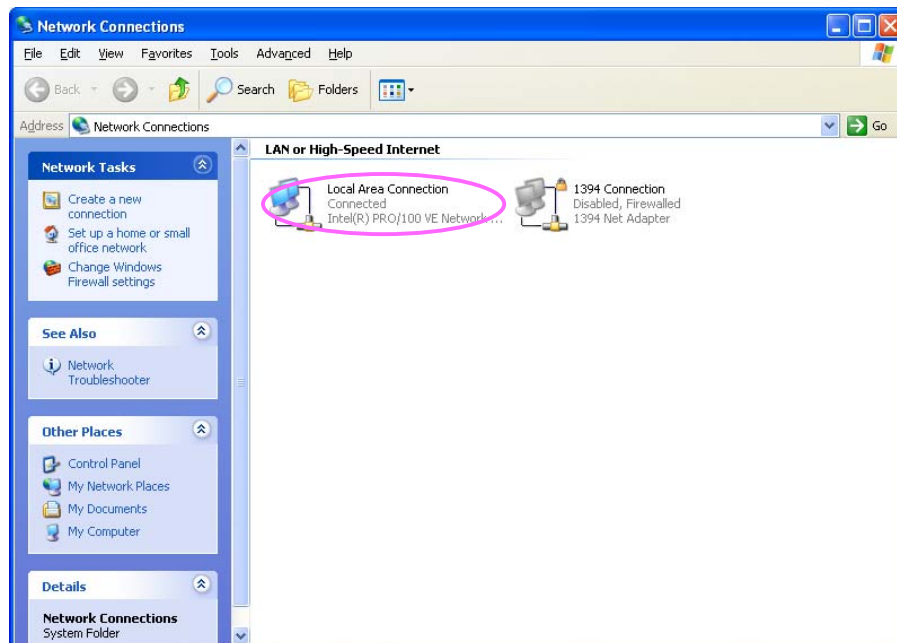 Network Connections
File Edit View Favorites Tools Advanced Help
Back Search Folders
Address Network Connections Go
Network Tasks
Create a new
connection
Set up a home or small
office network
Change Windows
Firewall settings
See Also
Network
Troubleshooter
Other Places
Control Panel
My Network Places
My Documents
My Computer
Details
Network Connections
System Folder
LAN or High-Speed Internet
Local Area Connection
Connected
Intel(R) PRO/100 VE Network ...
1394 Connection
Disabled, Firewalled
1394 Net Adapter